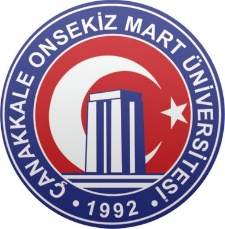 ÇANAKKALE ONSEKİZ MART ÜNİVERSİTESİ
• 1992 •